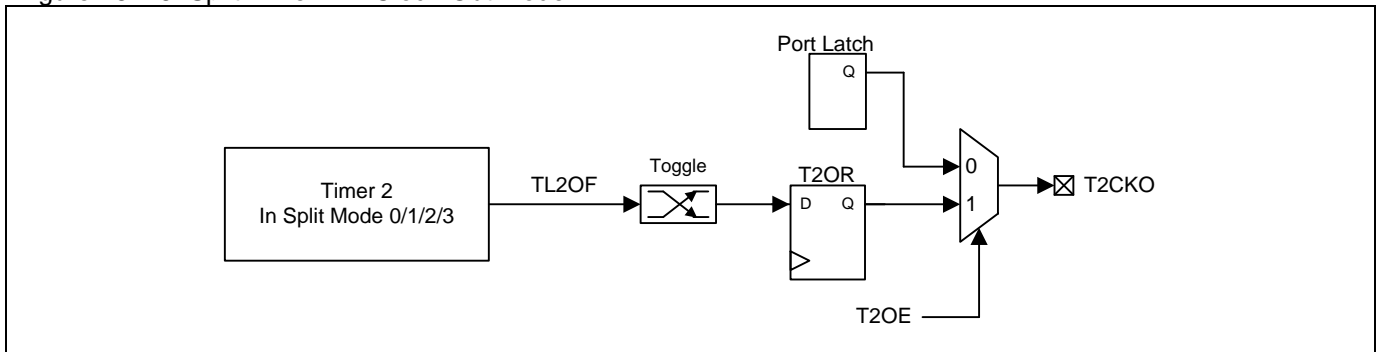 Port Latch
Q
Timer 2
In Split Mode 0/1/2/3
TL2OF
Toggle
T2OR
D Q
0
1
T2CKO
T2OE